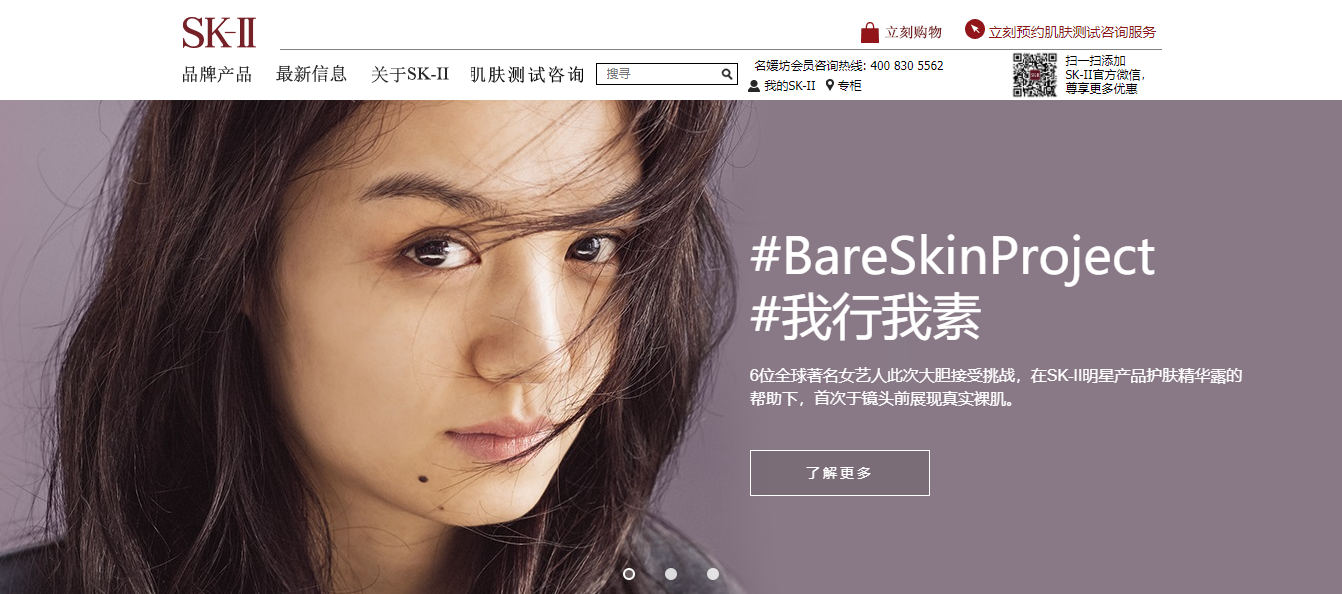 SK-II
立刻购物
立刻预约肌肤测试咨询服务
品牌产品 最新信息 关于SK-II 肌肤测试咨询
搜寻
名媛坊会员咨询热线: 400 830 5562
我的SK-II 专柜
扫一扫添加
SK-II官方微信，
尊享更多优惠
#BareSkinProject
#我行我素
6位全球著名女艺人此次大胆接受挑战，在SK-II明星产品护肤精华露的
帮助下，首次于镜头前展现真实裸肌。
了解更多